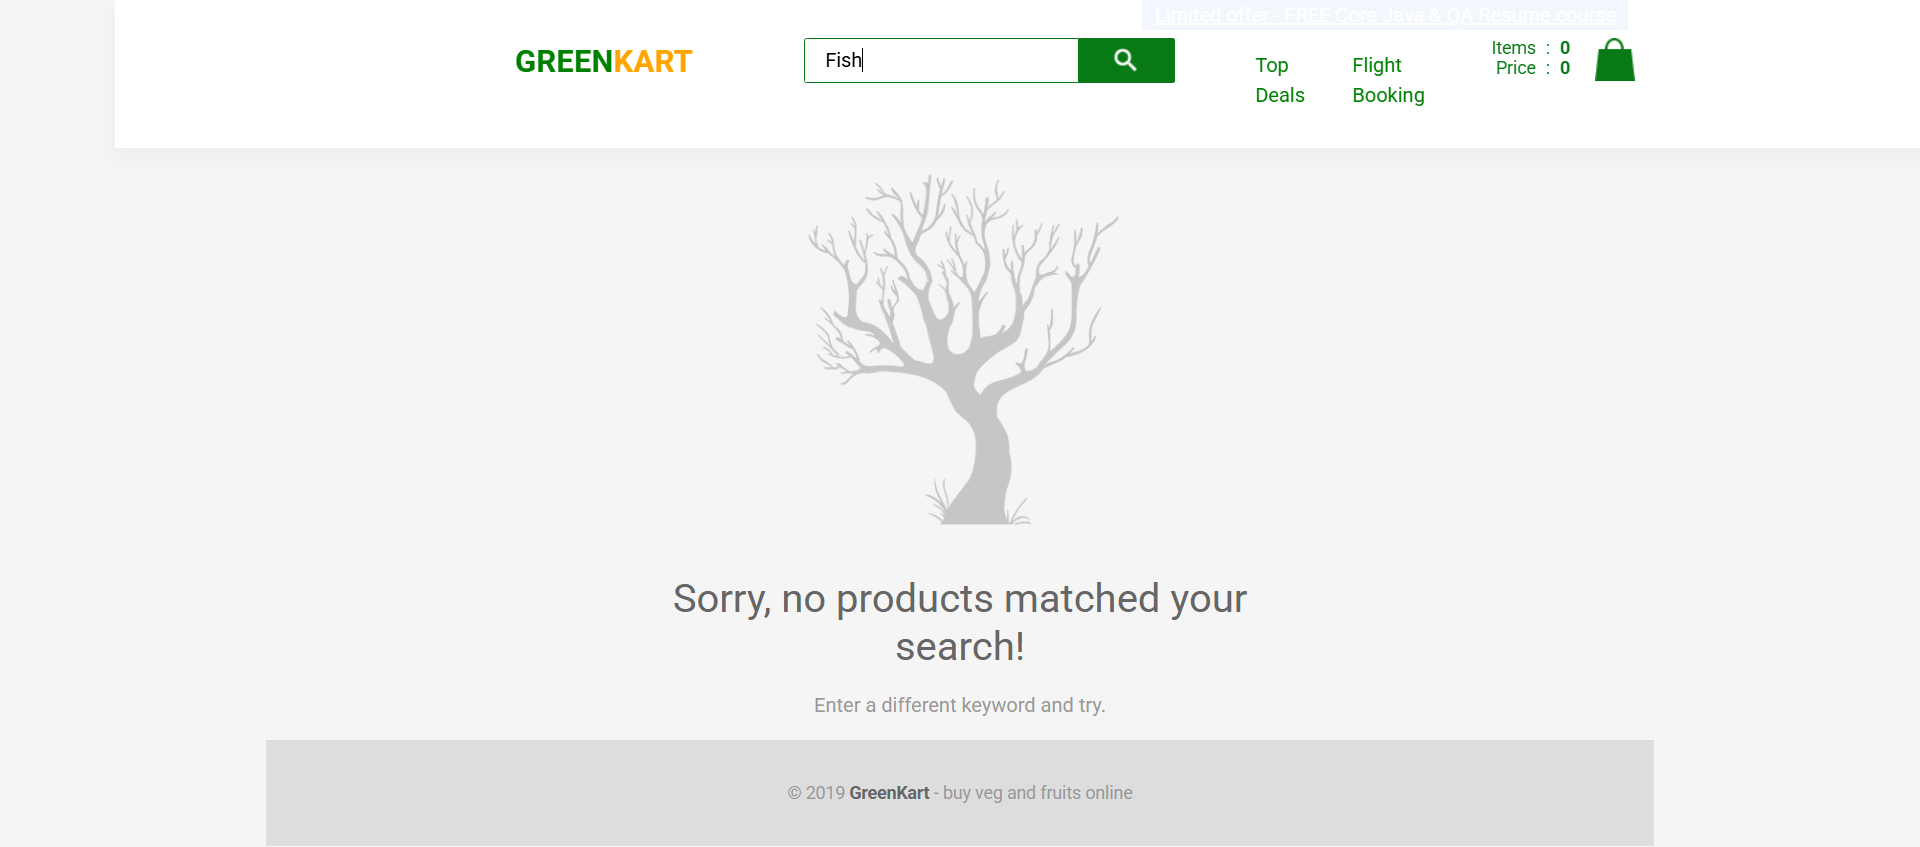 Limited offer - FREE Core Java & QA Resume course
GREENKART
Fish
Top
Deals
Flight
Booking
Items : 0
Price : 0
Sorry, no products matched your
search!
Enter a different keyword and try.
© 2019 GreenKart - buy veg and fruits online